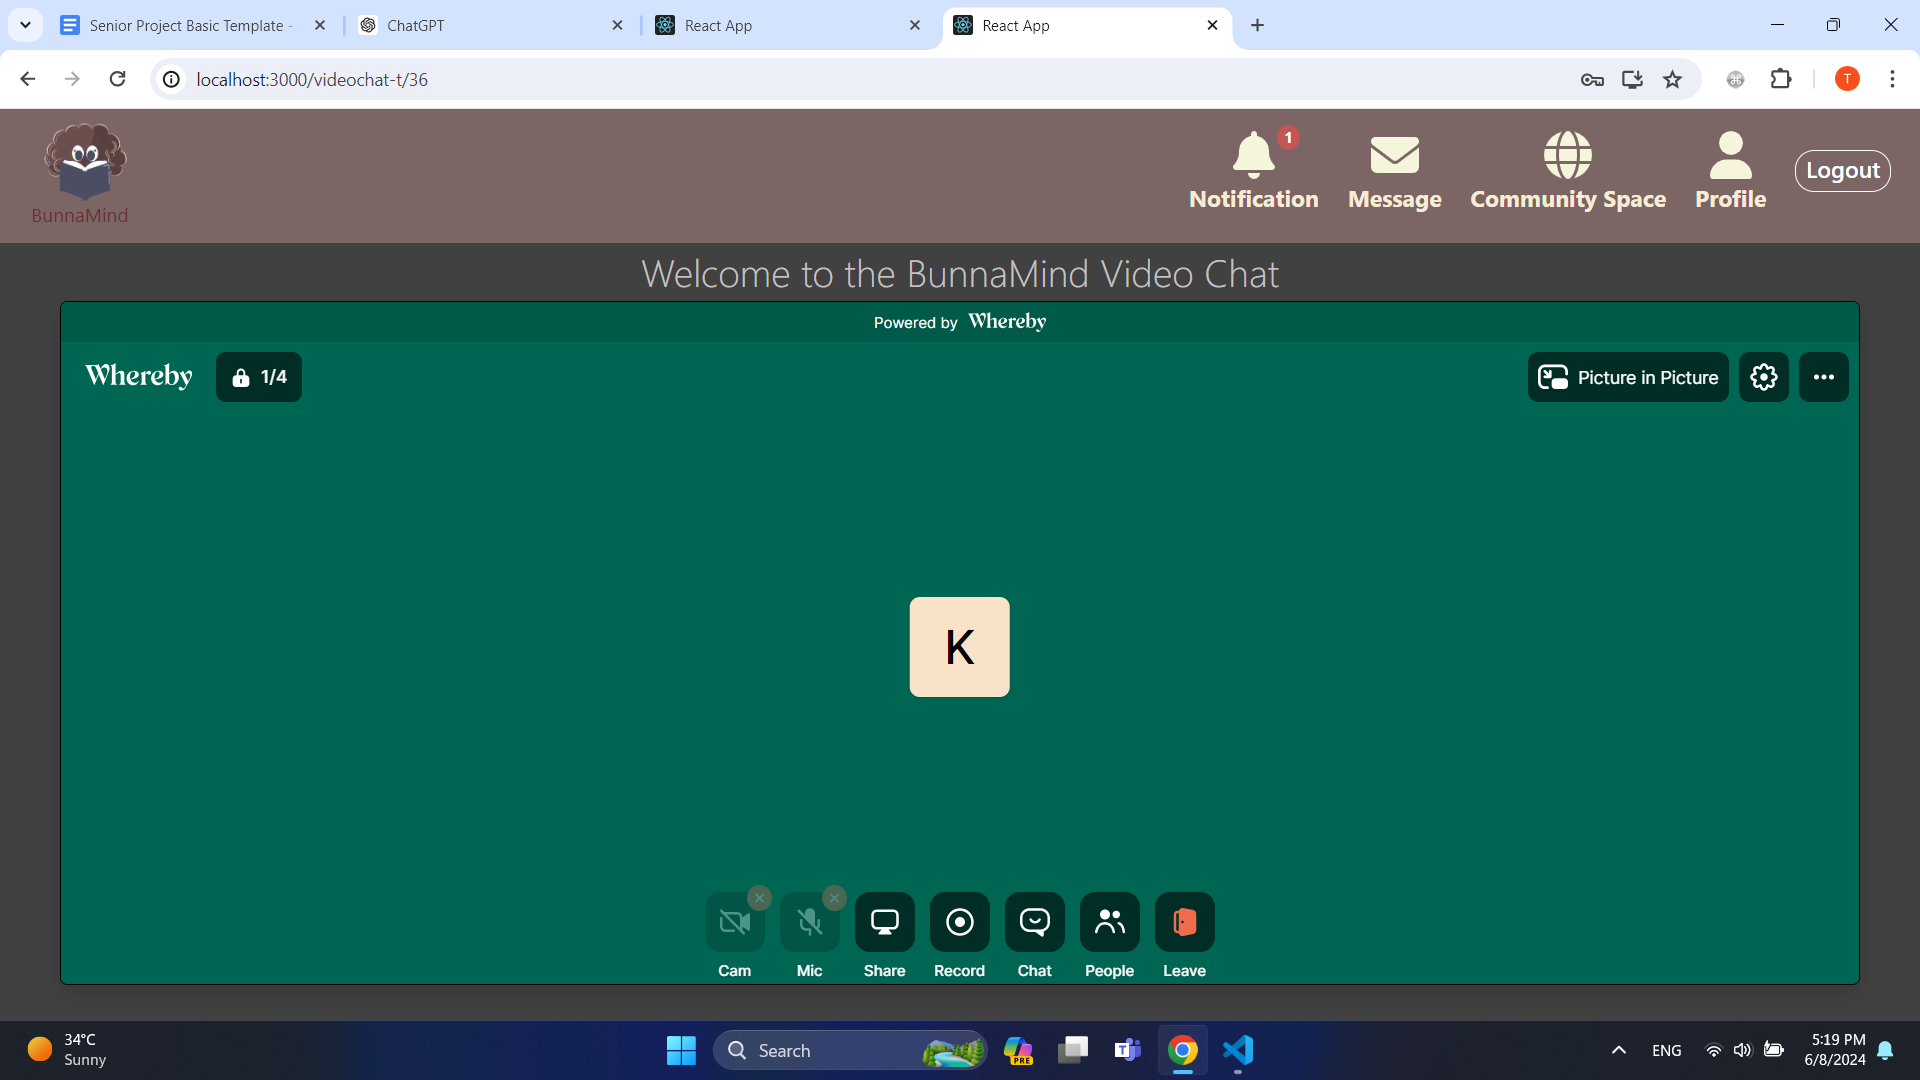 Senior Project Basic Template -
ChatGPT
React App
React App
localhost:3000/videochat-t/36
T
BunnaMind
1
Notification
Message
Community Space
Profile
Logout
Welcome to the BunnaMind Video Chat
Powered by Whereby
Whereby
1/4
Picture in Picture
K
Cam
Mic
Share
Record
Chat
People
Leave
34°C
Sunny
Search
PRE
T
ENG
5:19 PM
6/8/2024